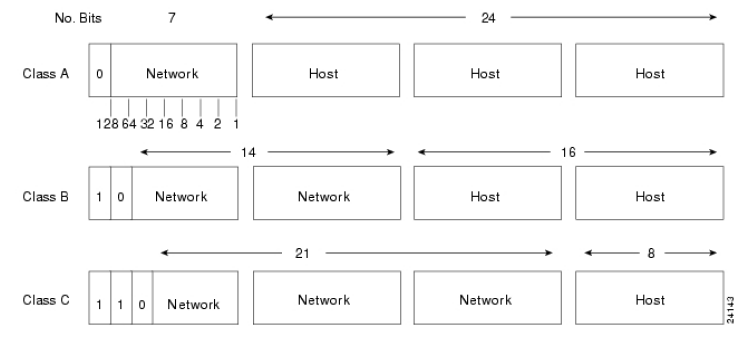 No. Bits 7 24
Class A 0 Network Host Host Host
128 64 32 16 8 4 2 1
14 16
Class B 1 0 Network Network Host Host
21 8
Class C 1 1 0 Network Network Network Host
24143